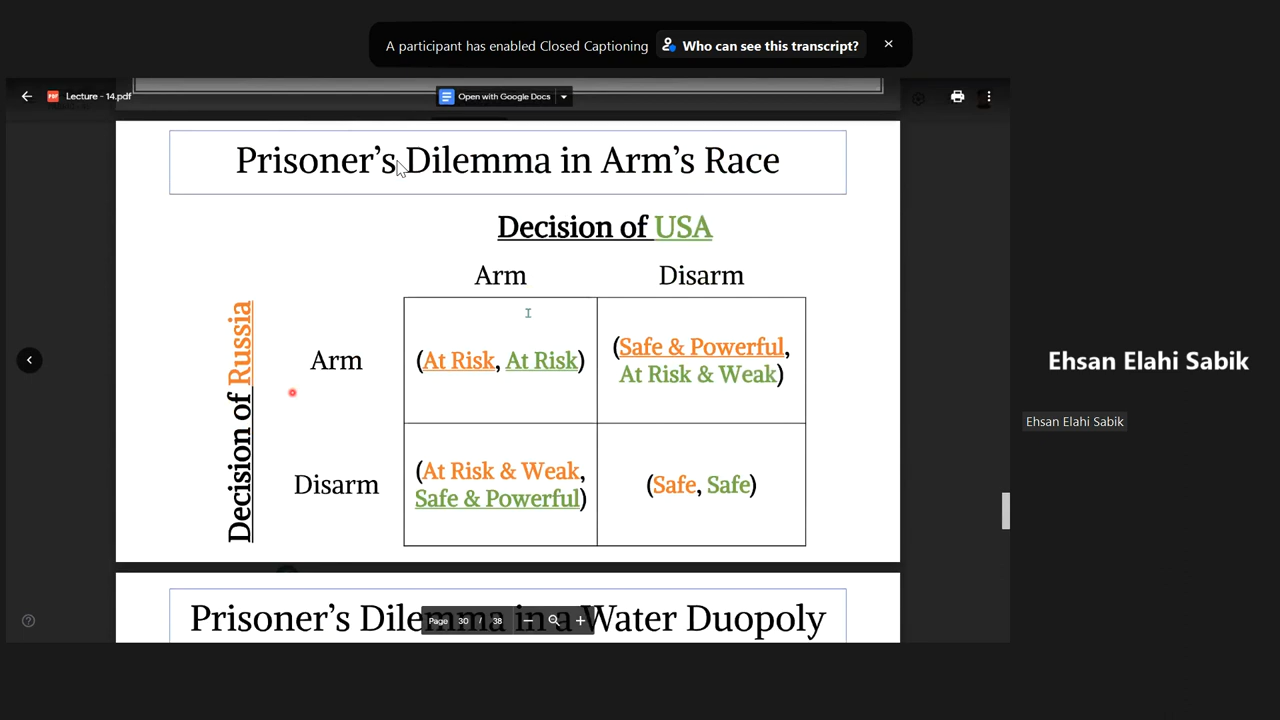 A participant has enabled Closed Captioning Who can see this transcript?
Lecture - 14.pdf
Open with Google Docs
Prisoner's Dilemma in Arm's Race
Decision of USA
Arm Disarm
Decision of Russia
Arm
(At Risk, At Risk)
(Safe & Powerful,
At Risk & Weak)
Disarm
(At Risk & Weak,
Safe & Powerful)
(Safe, Safe)
Prisoner's Dilemma in a Water Duopoly
Page 30 / 38
Ehsan Elahi Sabik
Ehsan Elahi Sabik